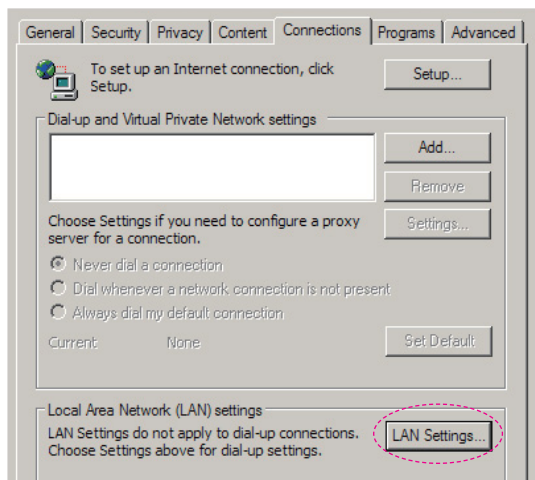 General Security Privacy Content Connections Programs Advanced
To set up an Internet connection, click
Setup.
Setup...
Dial-up and Virtual Private Network settings
Add...
Remove
Choose Settings if you need to configure a proxy
server for a connection.
Settings...
Never dial a connection
Dial whenever a network connection is not present
Always dial my default connection
Current None
Set Default
Local Area Network (LAN) settings
LAN Settings do not apply to dial-up connections.
Choose Settings above for dial-up settings.
LAN Settings...